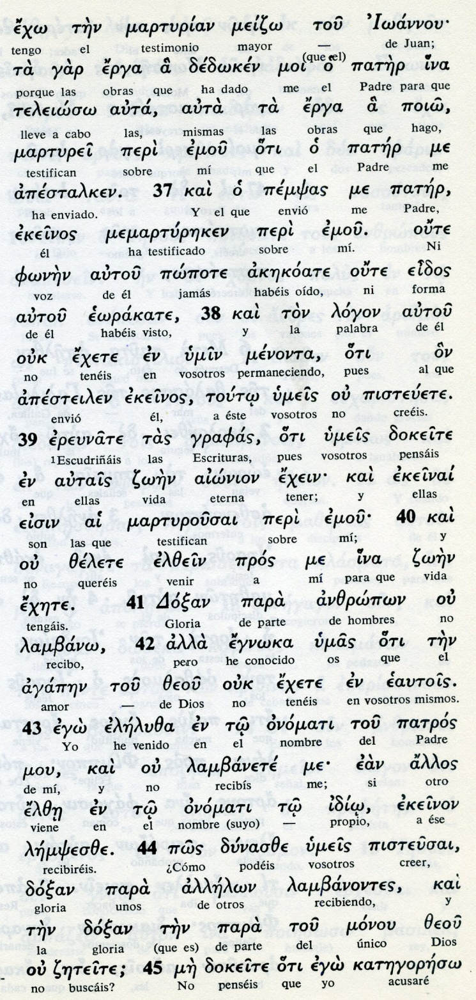 ἔχω τὴν μαρτυρίαν μείζω τοῦ Ἰωάννου·
tengo el testimonio mayor — de Juan;
(que el)
τὰ γὰρ ἔργα ἃ δέδωκέν μοι ὁ πατὴρ ἵνα
porque las obras que ha dado me el Padre para que
τελειώσω αὐτά, αὐτὰ τὰ ἔργα ἃ ποιῶ,
lleve a cabo las, mismas las obras que hago,
μαρτυρεῖ περὶ ἐμοῦ ὅτι ὁ πατήρ με
testifican sobre mí que el Padre me
ἀπέσταλκεν. 37 καὶ ὁ πέμψας με πατήρ,
ha enviado. Y el que envió me Padre,
ἐκεῖνος μεμαρτύρηκεν περὶ ἐμοῦ. οὔτε
él ha testificado sobre mí. Ni
φωνὴν αὐτοῦ πώποτε ἀκηκόατε οὔτε εἶδος
voz de él jamás habéis oído, ni forma
αὐτοῦ ἑωράκατε, 38 καὶ τὸν λόγον αὐτοῦ
de él habéis visto, y la palabra de él
οὐκ ἔχετε ἐν ὑμῖν μένοντα, ὅτι ὃν
no tenéis en vosotros permaneciendo, pues al que
ἀπέστειλεν ἐκεῖνος, τούτῳ ὑμεῖς οὐ πιστεύετε.
envió él, a éste vosotros no creéis.
39 ἐρευνᾶτε τὰς γραφάς, ὅτι ὑμεῖς δοκεῖτε
1Escudriñáis las Escrituras, pues vosotros pensáis
ἐν αὐταῖς ζωὴν αἰώνιον ἔχειν· καὶ ἐκεῖναί
en ellas vida eterna tener; y ellas
εἰσιν αἱ μαρτυροῦσαι περὶ ἐμοῦ· 40 καὶ
son las que testifican sobre mí; y
οὐ θέλετε ἐλθεῖν πρός με ἵνα ζωὴν
no queréis venir a mí para que vida
ἔχητε. 41 Δόξαν παρὰ ἀνθρώπων οὐ
tengáis. Gloria de parte de hombres no
λαμβάνω, 42 ἀλλὰ ἔγνωκα ὑμᾶς ὅτι τὴν
recibo, pero he conocido os que el
ἀγάπην τοῦ θεοῦ οὐκ ἔχετε ἐν ἑαυτοῖς.
amor — de Dios no tenéis en vosotros mismos.
43 ἐγὼ ἐλήλυθα ἐν τῷ ὀνόματι τοῦ πατρός
Yo he venido en el nombre del Padre
μου, καὶ οὐ λαμβάνετέ με· ἐὰν ἄλλος
de mí, y no recibís me; si otro
ἔλθῃ ἐν τῷ ὀνόματι τῷ ἰδίῳ, ἐκεῖνον
viene en el nombre (suyo) — propio, a ése
λήμψεσθε. 44 πῶς δύνασθε ὑμεῖς πιστεῦσαι,
recibiréis. ¿Cómo podéis vosotros creer,
δόξαν παρὰ ἀλλήλων λαμβάνοντες, καὶ
gloria unos de otros recibiendo, y
τὴν δόξαν τὴν παρὰ τοῦ μόνου θεοῦ
la gloria (que es) de parte del único Dios
οὐ ζητεῖτε; 45 μὴ δοκεῖτε ὅτι ἐγὼ κατηγορήσω
no buscáis? No penséis que yo acusaré